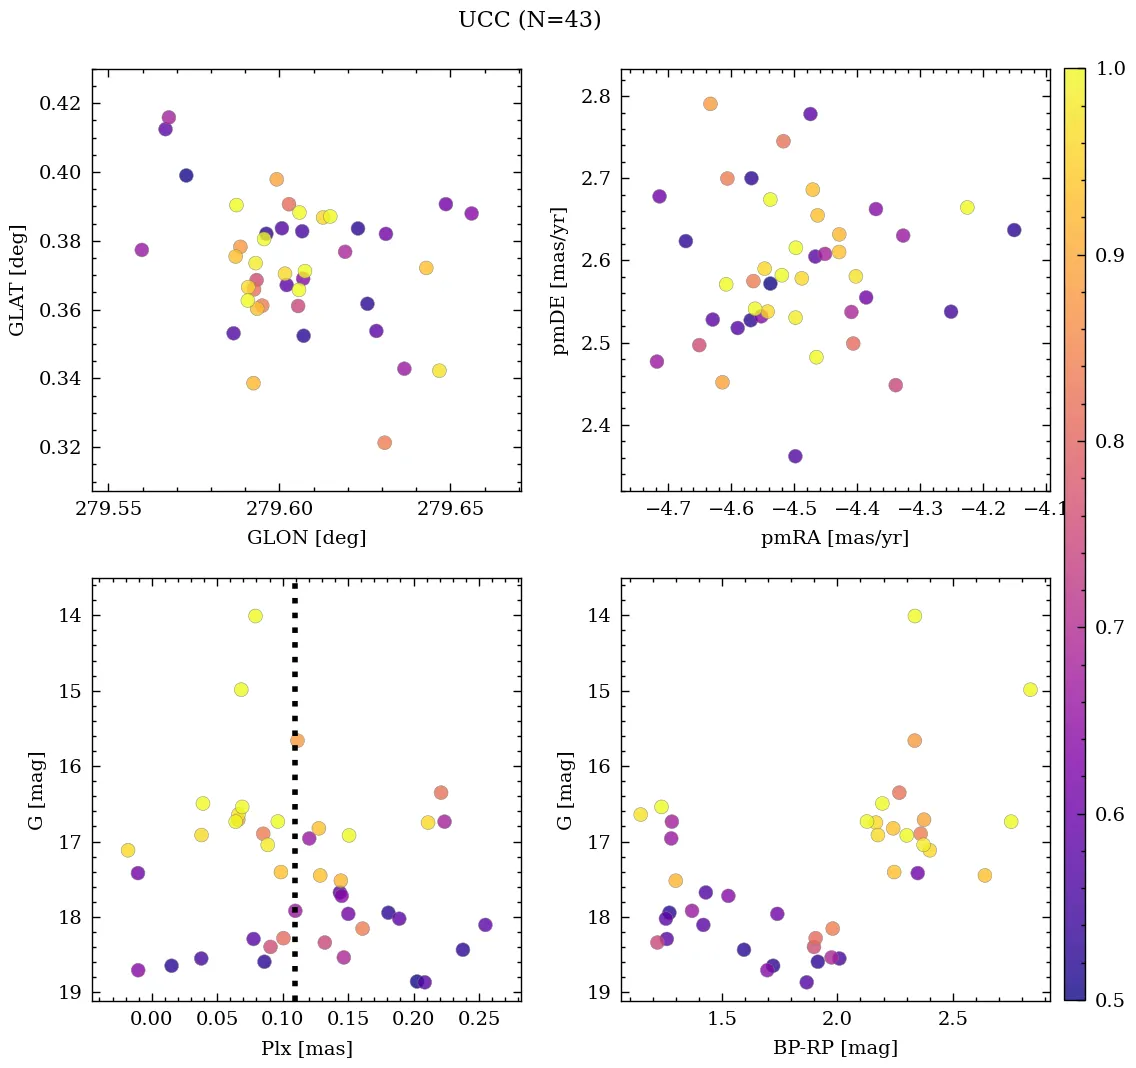 UCC (N=43)
0.42
0.40
0.38
0.36
0.34
0.32
GLAT [deg]
279.55 279.60 279.65
GLON [deg]
2.8
2.7
2.6
2.5
2.4
pmDE [mas/yr]
−4.7 −4.6 −4.5 −4.4 −4.3 −4.2 −4.1
pmRA [mas/yr]
1.0
0.9
0.8
0.7
0.6
0.5
14
15
16
17
18
19
G [mag]
0.00 0.05 0.10 0.15 0.20 0.25
Plx [mas]
14
15
16
17
18
19
G [mag]
1.5 2.0 2.5
BP-RP [mag]